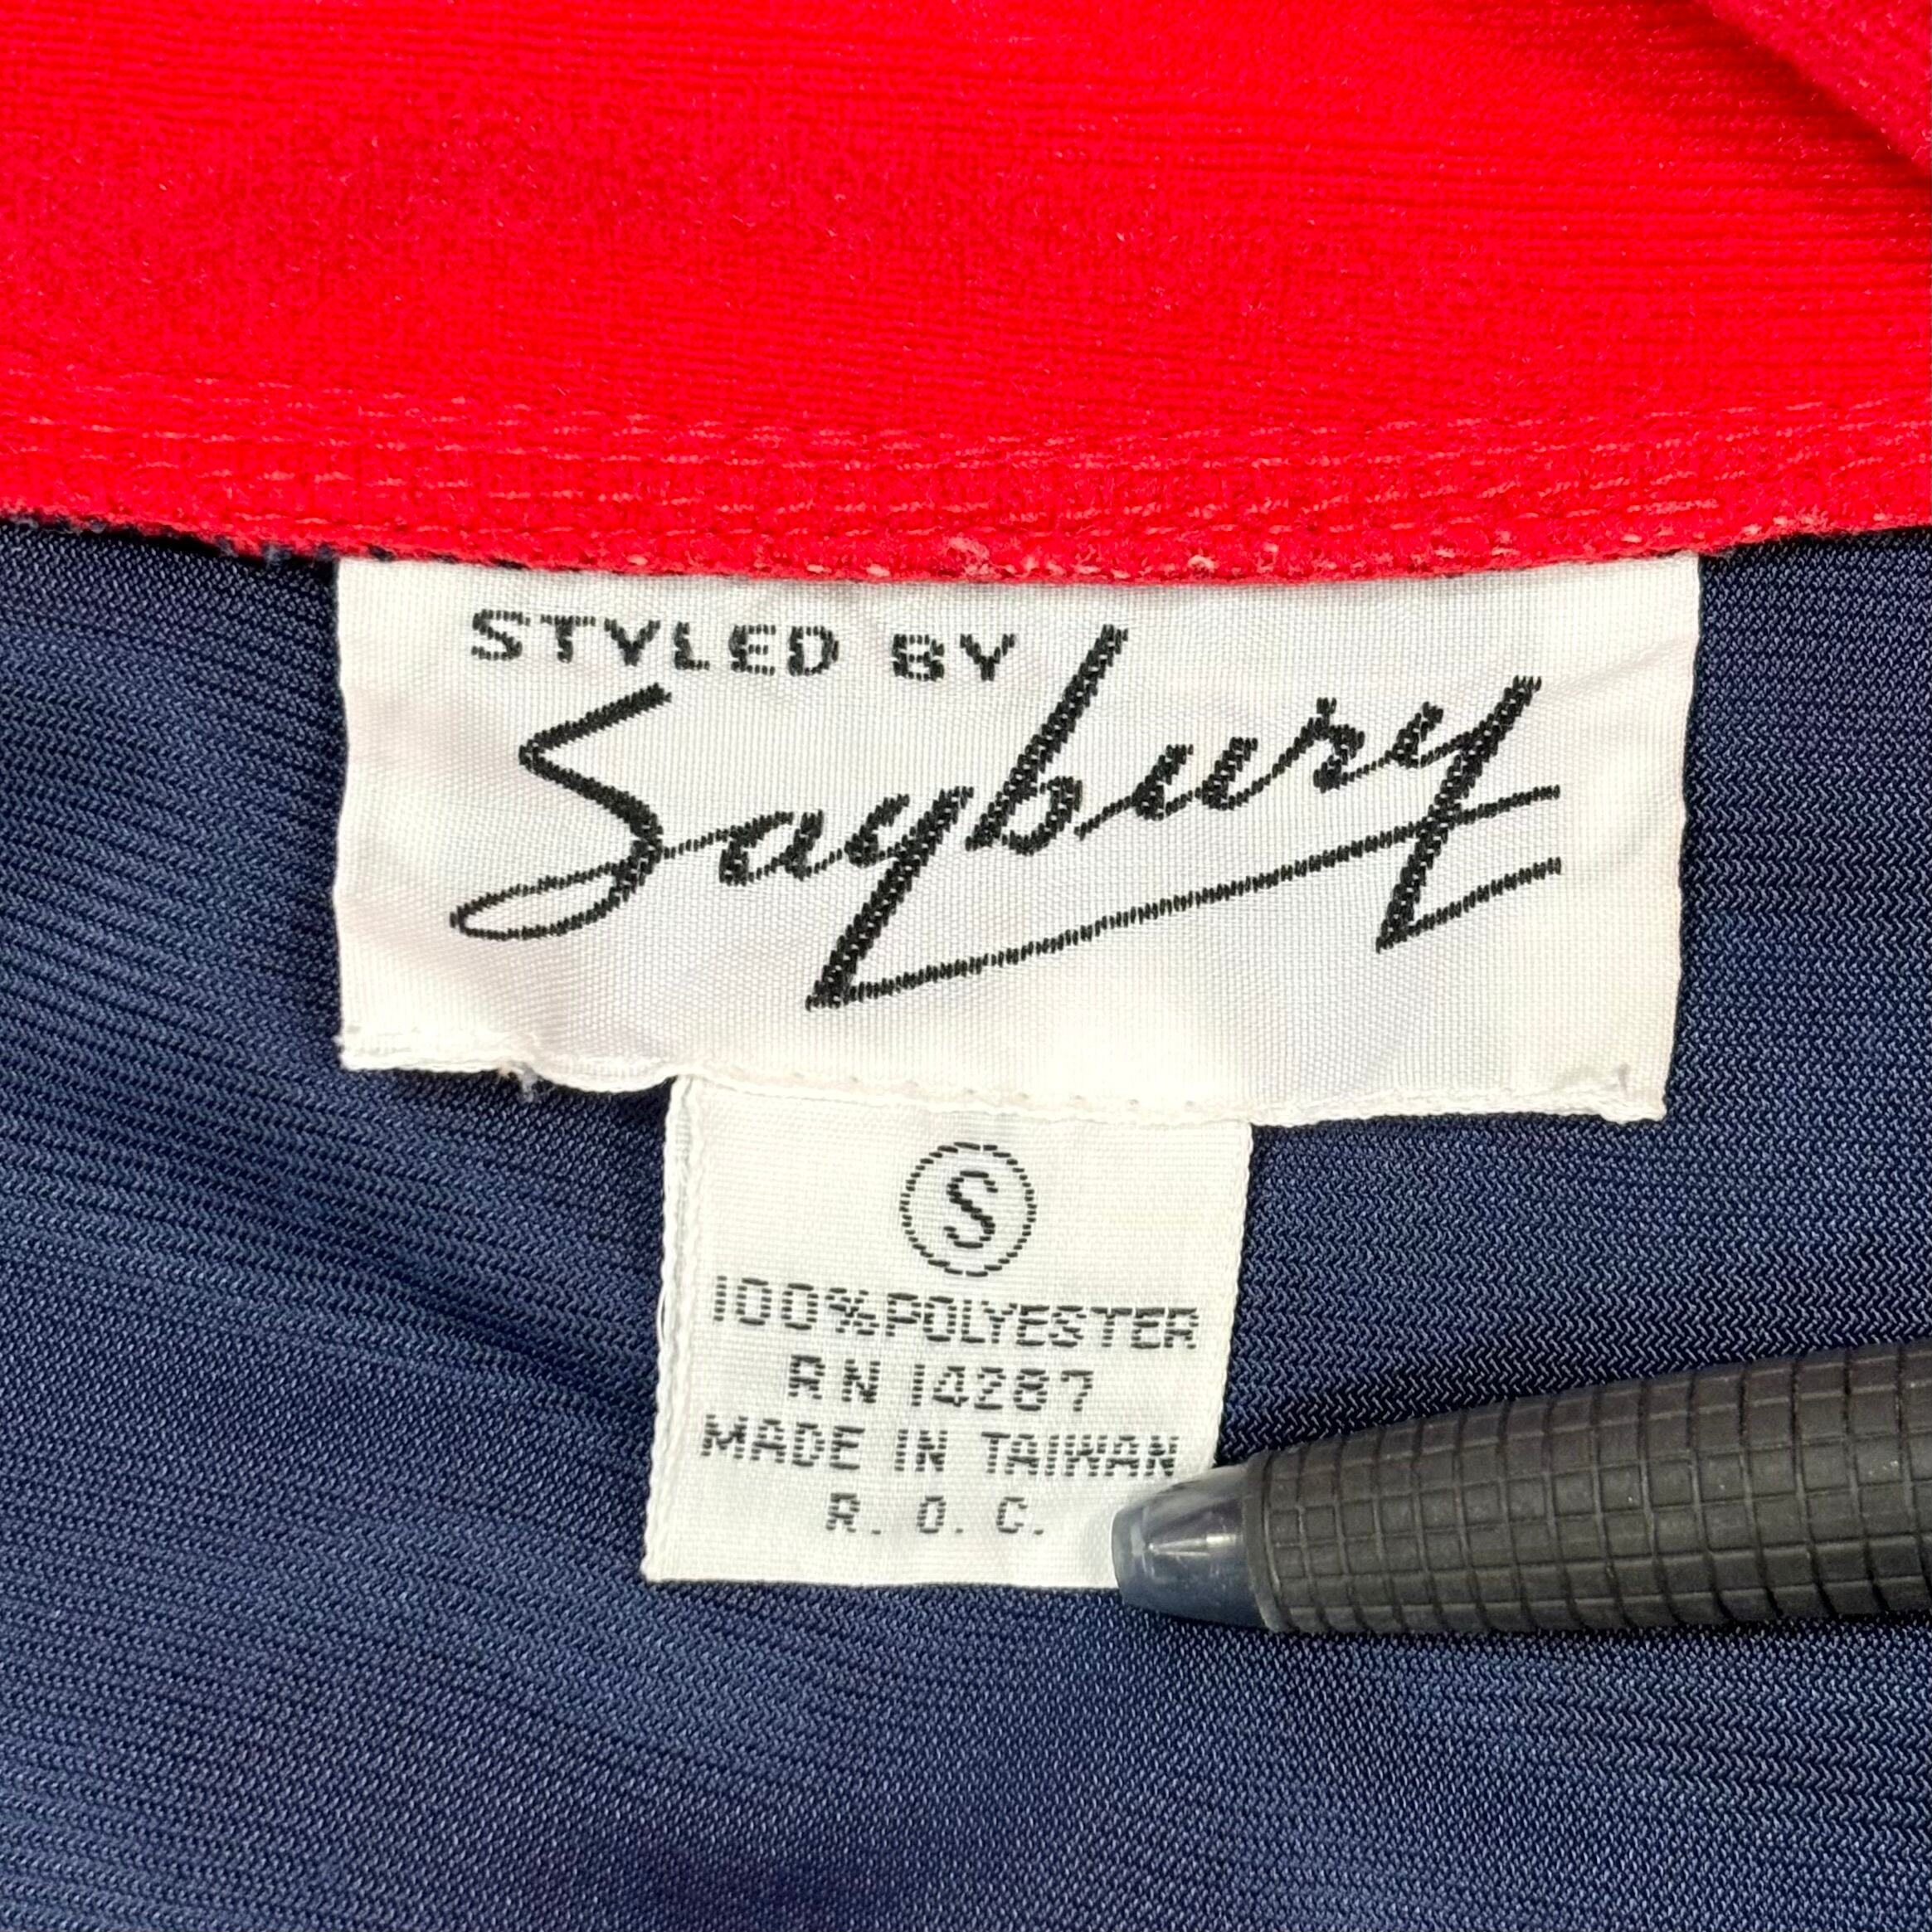 STYLED BY
Saybury
S
100%POLYESTER
RN 14287
MADE IN TAIWAN
R. O. C.